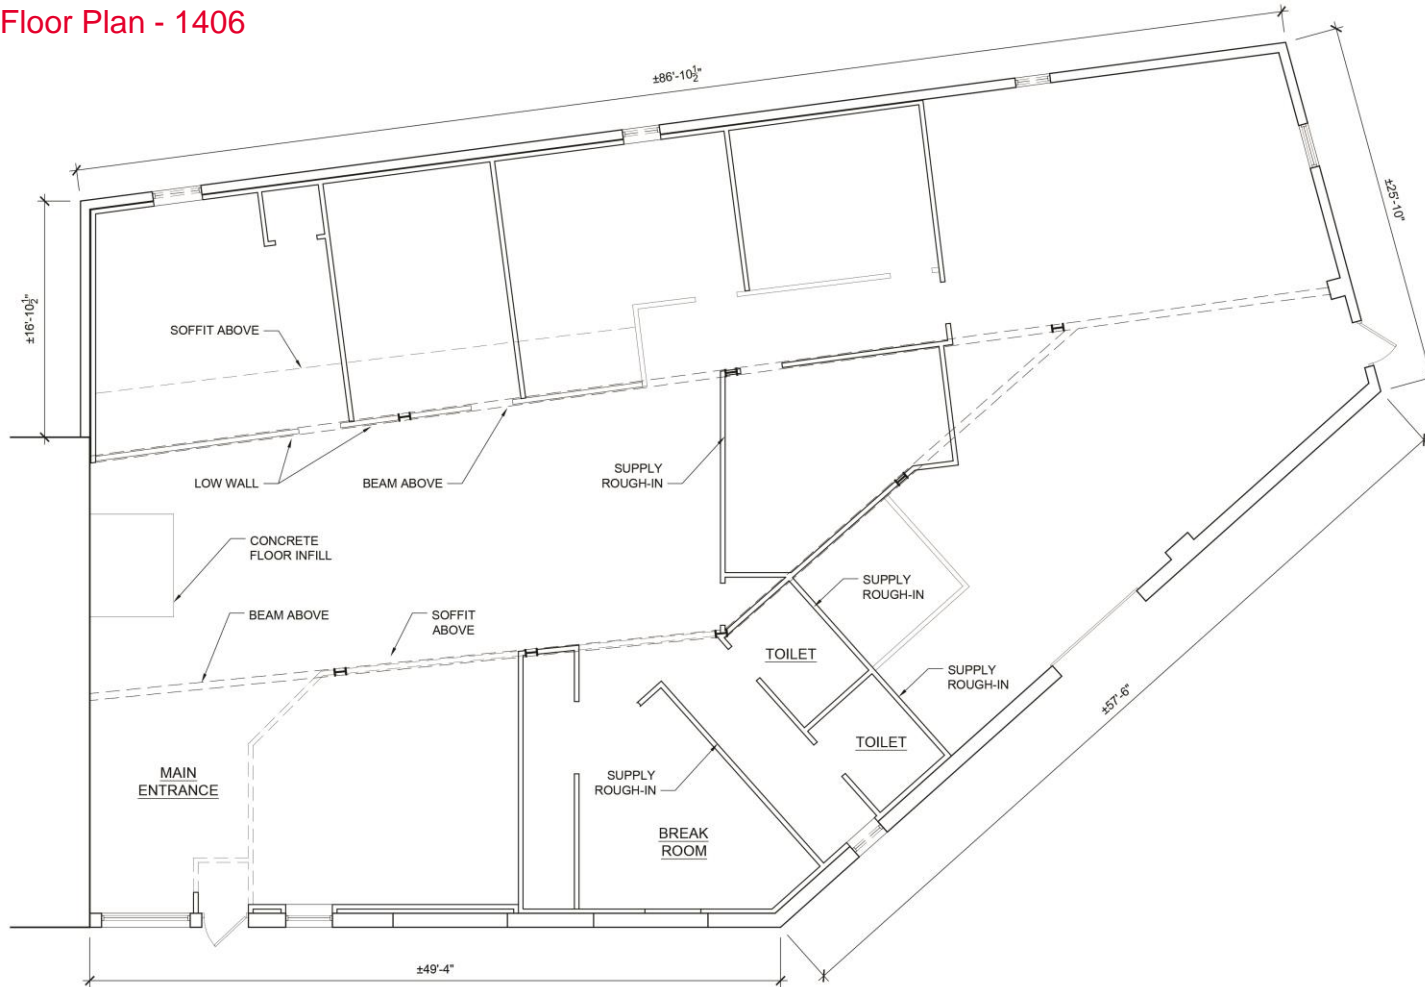 Floor Plan - 1406
±86'-10½"
±25'-10"
±16'-10½"
SOFFIT ABOVE
LOW WALL
BEAM ABOVE
SUPPLY
ROUGH-IN
CONCRETE
FLOOR INFILL
BEAM ABOVE
SOFFIT
ABOVE
SUPPLY
ROUGH-IN
TOILET
SUPPLY
ROUGH-IN
±57'-6"
TOILET
MAIN
ENTRANCE
SUPPLY
ROUGH-IN
BREAK
ROOM
±49'-4"